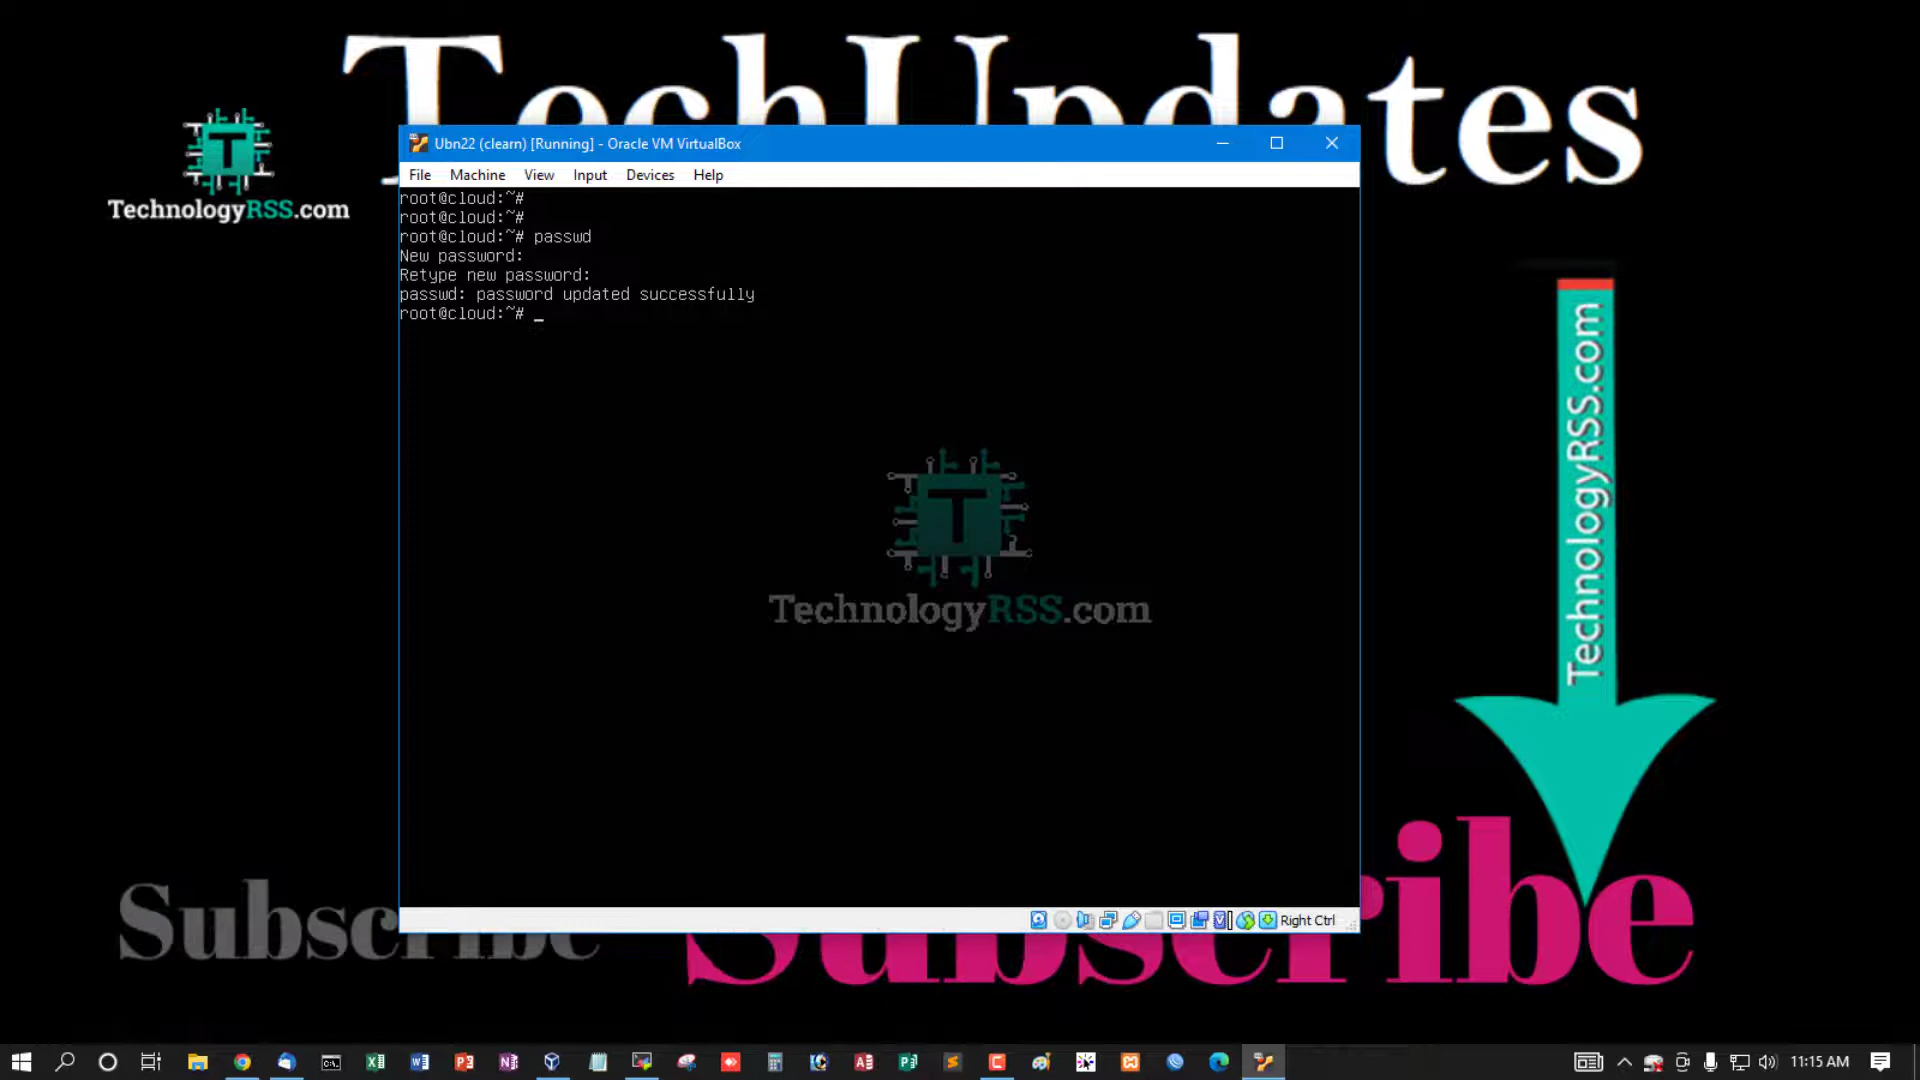 TechUpdates
TechnologyRSS.com
Ubn22 (clearn) [Running] - Oracle VM VirtualBox
File Machine View Input Devices Help
root@cloud:~#
root@cloud:~#
root@cloud:~# passwd
New password:
Retype new password:
passwd: password updated successfully
root@cloud:~# _
TechnologyRSS.com
TechnologyRSS.com
Right Ctrl
Subscribe
Subscribe
11:15 AM